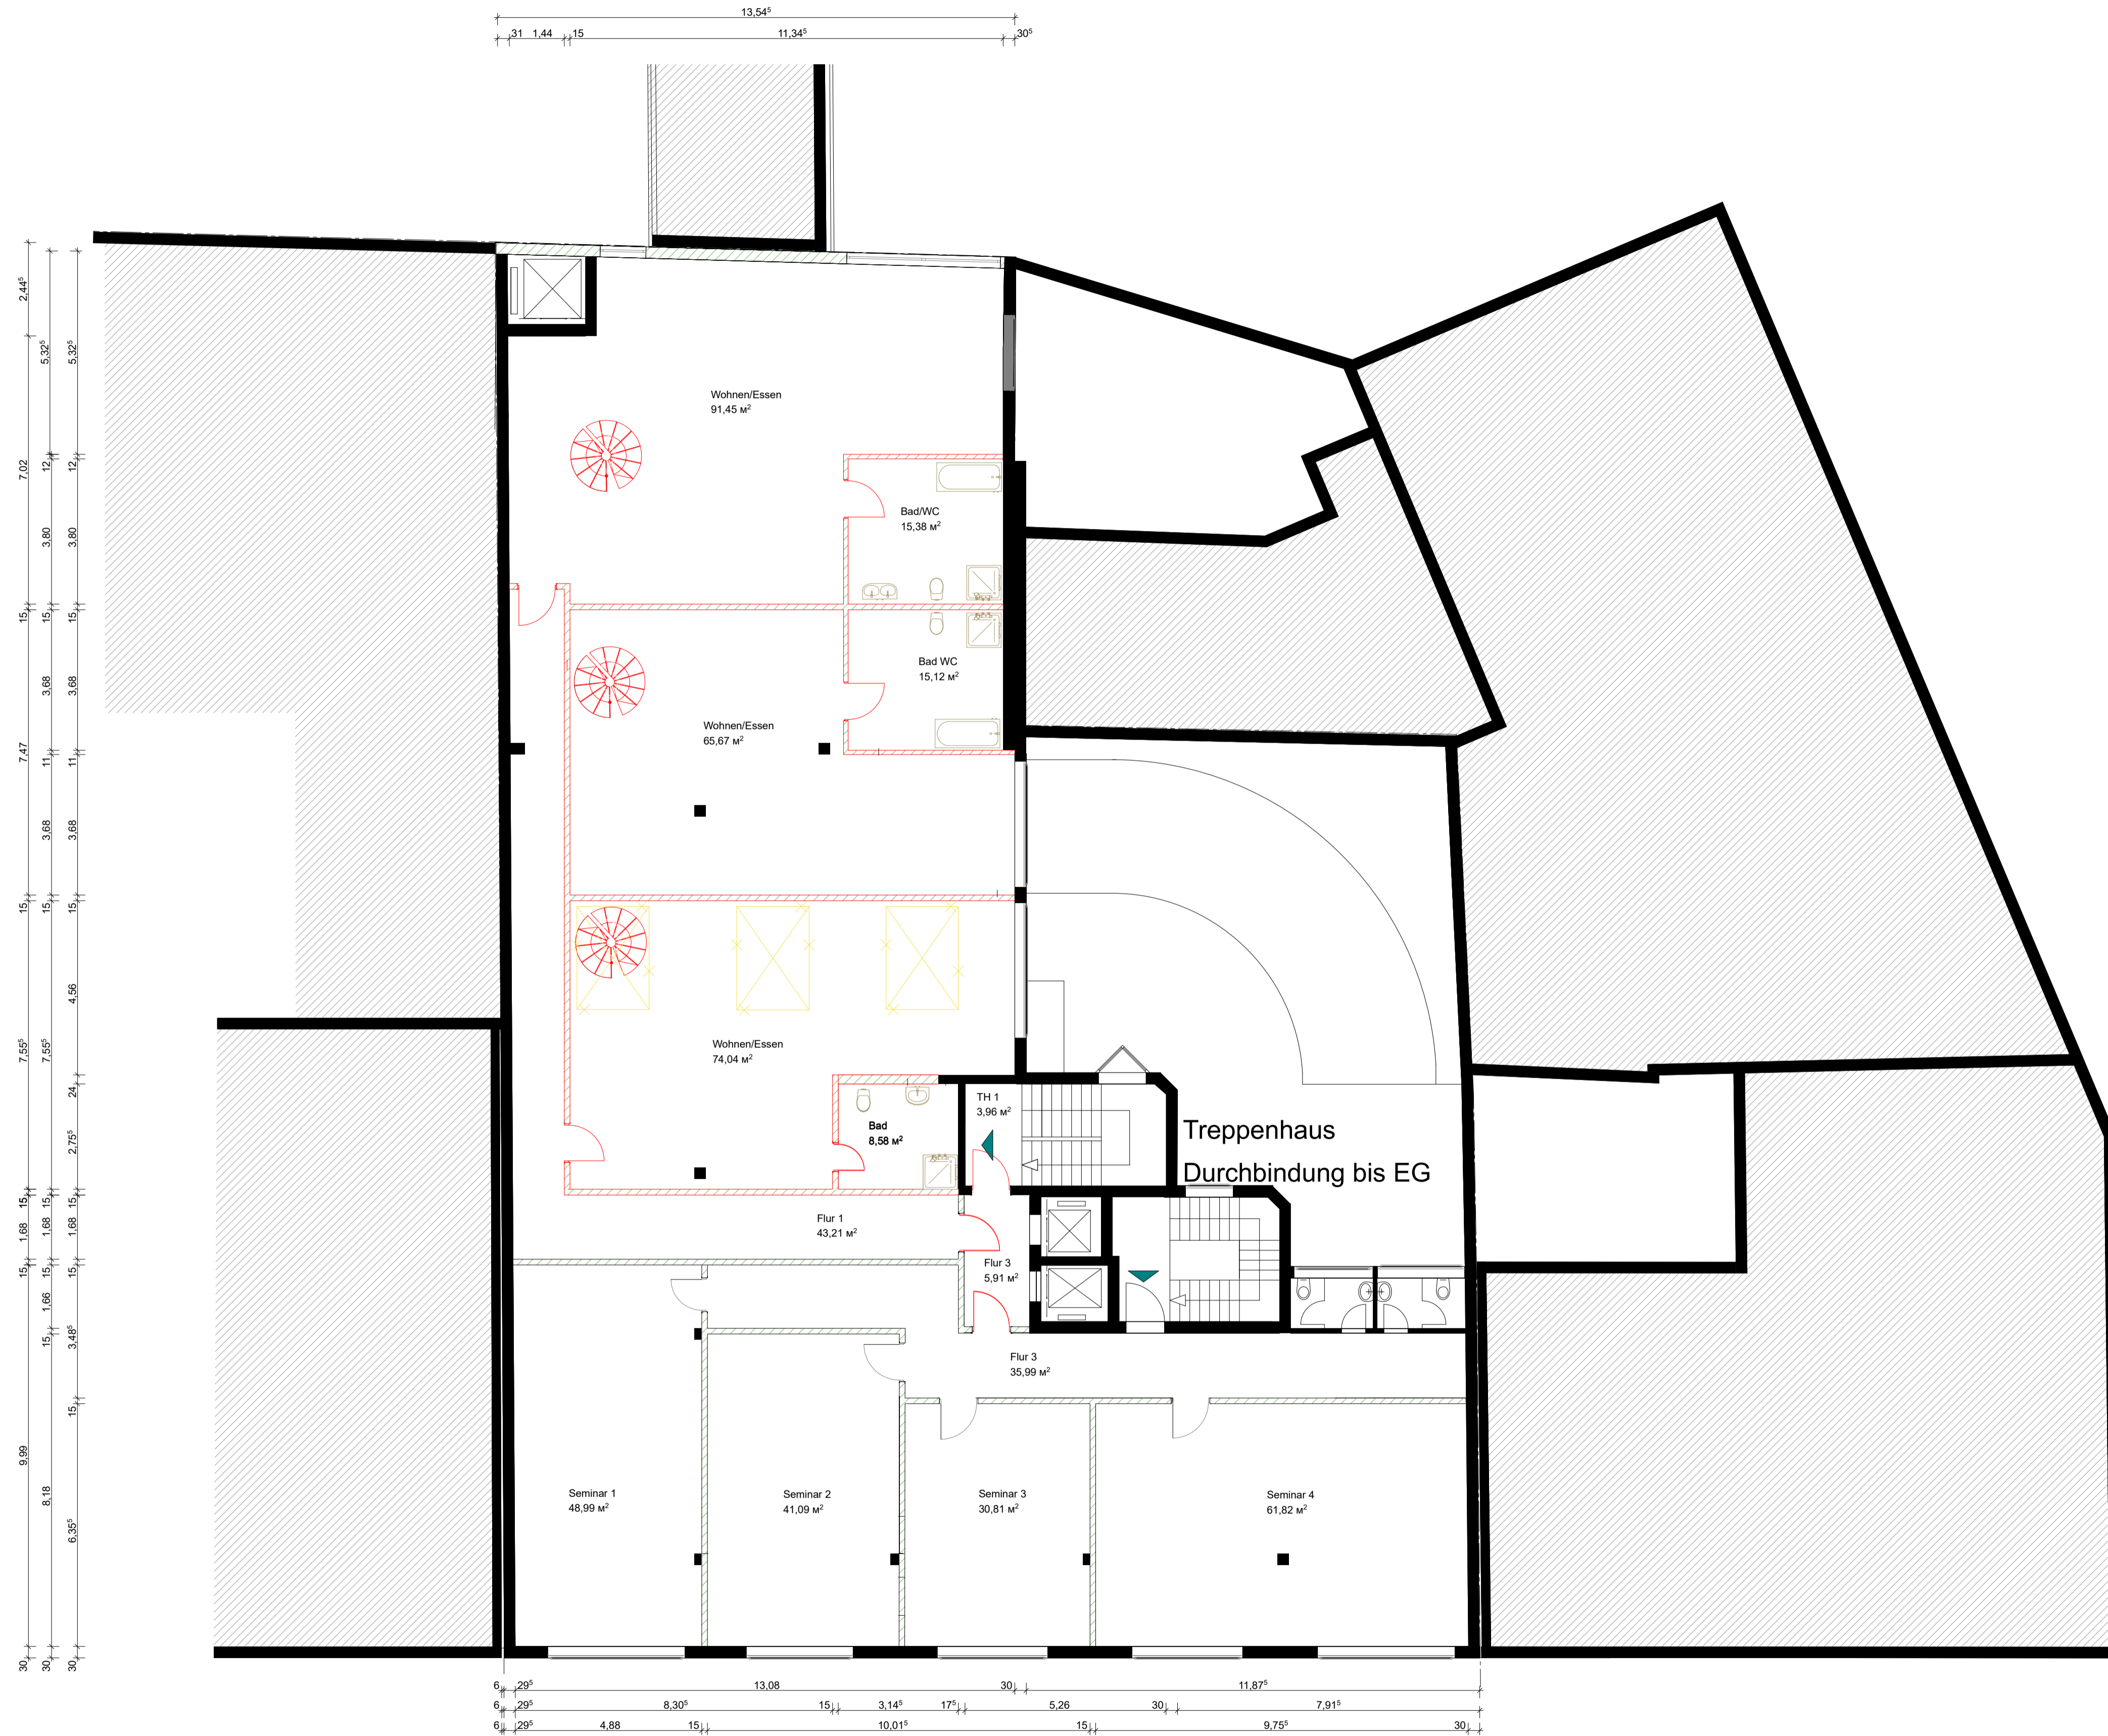 13,54⁵
31 1,44 15 11,34⁵ 30⁵
2,44⁵
7,02
15
7,47
15
7,55⁵
15
1,68
15
9,99
30
5,32⁵
12
3,80
15
3,68
11
3,68
15
7,55⁵
15
1,68
15
1,66
15
8,18
30
5,32⁵
12
3,80
15
3,68
11
3,68
15
4,56
24
2,75⁵
15
1,68
15
3,48⁵
15
6,35⁵
30
Wohnen/Essen
91,45 м²
Bad/WC
15,38 м²
Bad WC
15,12 м²
Wohnen/Essen
65,67 м²
Wohnen/Essen
74,04 м²
TH 1
3,96 м²
Bad
8,58 м²
Treppenhaus
Durchbindung bis EG
Flur 1
43,21 м²
Flur 3
5,91 м²
Flur 3
35,99 м²
Seminar 1
48,99 м²
Seminar 2
41,09 м²
Seminar 3
30,81 м²
Seminar 4
61,82 м²
6 29⁵ 13,08 30 11,87⁵
6 29⁵ 8,30⁵ 15 3,14⁵ 17⁵ 5,26 30 7,91⁵
6 29⁵ 4,88 15 10,01⁵ 15 9,75⁵ 30